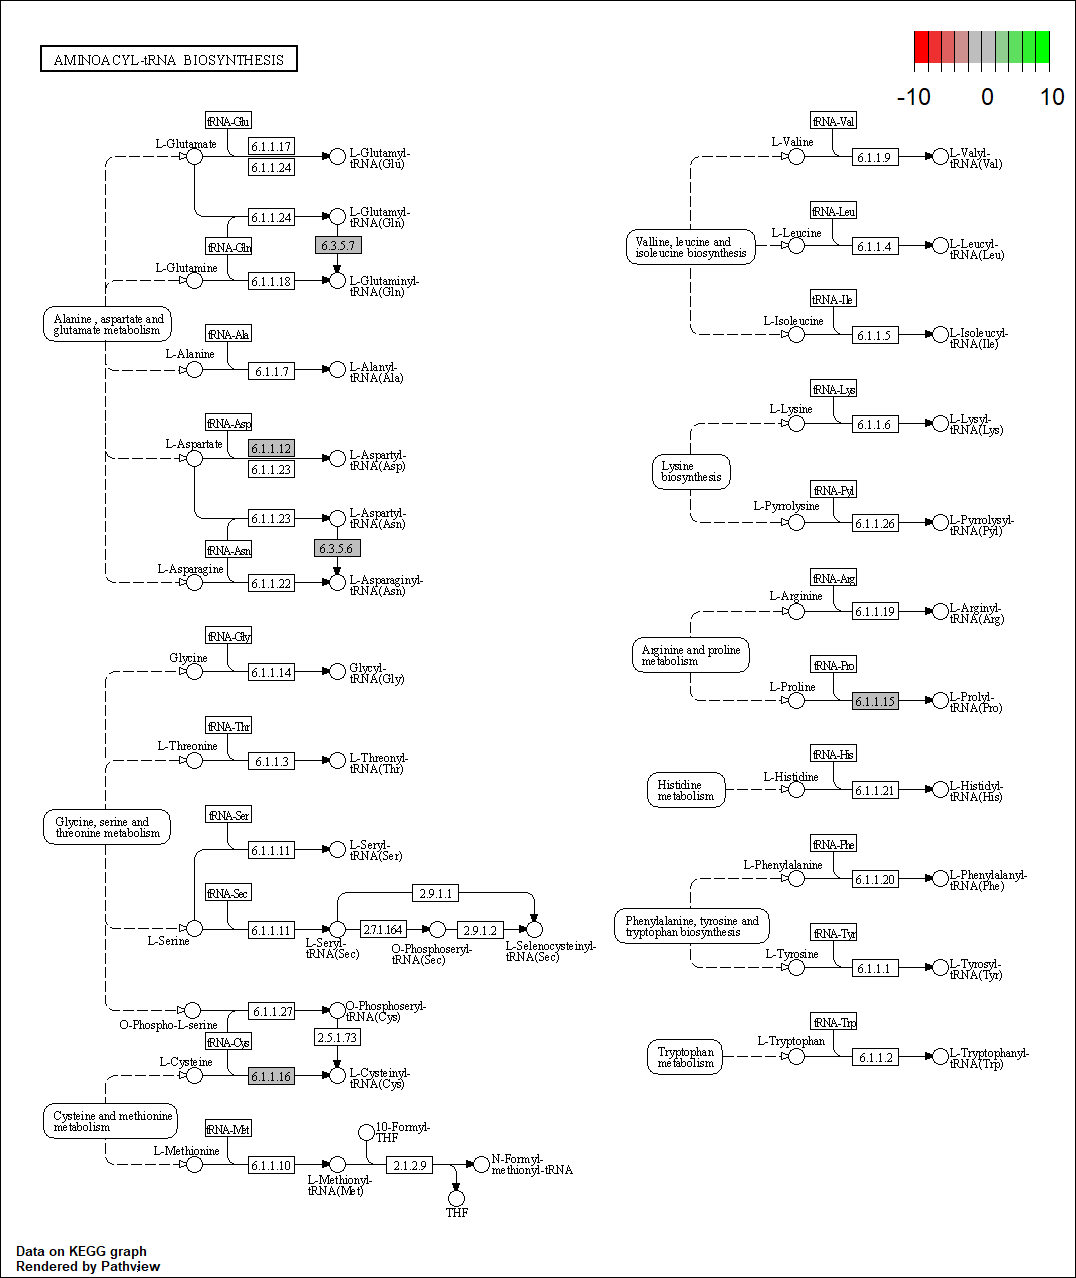 AMINOACYL-tRNA BIOSYNTHESIS
-10
0
10
tRNA-Glu
L-Glutamate
6.1.1.17
6.1.1.24
L-Glutamyl-
tRNA(Glu)
6.1.1.24
L-Glutamyl-
tRNA(Gln)
tRNA-Gln
6.3.5.7
L-Glutamine
6.1.1.18
L-Glutaminyl-
tRNA(Gln)
Alanine, aspartate and
glutamate metabolism
tRNA-Ala
L-Alanine
6.1.1.7
L-Alanyl-
tRNA(Ala)
tRNA-Asp
L-Aspartate
6.1.1.12
6.1.1.23
L-Aspartyl-
tRNA(Asp)
6.1.1.23
L-Aspartyl-
tRNA(Asn)
tRNA-Asn
6.3.5.6
L-Asparagine
6.1.1.22
L-Asparaginyl-
tRNA(Asn)
tRNA-Gly
Glycine
6.1.1.14
Glycyl-
tRNA(Gly)
tRNA-Thr
L-Threonine
6.1.1.3
L-Threonyl-
tRNA(Thr)
Glycine, serine and
threonine metabolism
tRNA-Ser
6.1.1.11
L-Seryl-
tRNA(Ser)
tRNA-Sec
L-Serine
6.1.1.11
L-Seryl-
tRNA(Sec)
2.9.1.1
2.7.1.164
O-Phosphoseryl-
tRNA(Sec)
2.9.1.2
L-Selenocysteinyl-
tRNA(Sec)
O-Phospho-L-serine
6.1.1.27
O-Phosphoseryl-
tRNA(Cys)
tRNA-Cys
2.5.1.73
L-Cysteine
6.1.1.16
L-Cysteinyl-
tRNA(Cys)
Cysteine and methionine
metabolism
tRNA-Met
L-Methionine
6.1.1.10
L-Methionyl-
tRNA(Met)
10-Formyl-
THF
2.1.2.9
N-Formyl-
methionyl-tRNA
THF
tRNA-Val
L-Valine
6.1.1.9
L-Valyl-
tRNA(Val)
tRNA-Leu
L-Leucine
Valline, leucine and
isoleucine biosynthesis
6.1.1.4
L-Leucyl-
tRNA(Leu)
tRNA-Ile
L-Isoleucine
6.1.1.5
L-Isoleucyl-
tRNA(Ile)
tRNA-Lys
L-Lysine
6.1.1.6
L-Lysyl-
tRNA(Lys)
Lysine
biosynthesis
tRNA-Pyl
L-Pyrrolysine
6.1.1.26
L-Pyrrolysyl-
tRNA(Pyl)
tRNA-Arg
L-Arginine
6.1.1.19
L-Arginyl-
tRNA(Arg)
Arginine and proline
metabolism
tRNA-Pro
L-Proline
6.1.1.15
L-Prolyl-
tRNA(Pro)
tRNA-His
L-Histidine
Histidine
metabolism
6.1.1.21
L-Histidyl-
tRNA(His)
tRNA-Phe
L-Phenylalanine
6.1.1.20
L-Phenylalanyl-
tRNA(Phe)
Phenylalanine, tyrosine and
tryptophan biosynthesis
tRNA-Tyr
L-Tyrosine
6.1.1.1
L-Tyrosyl-
tRNA(Tyr)
tRNA-Trp
L-Tryptophan
Tryptophan
metabolism
6.1.1.2
L-Tryptophanyl-
tRNA(Trp)
Data on KEGG graph
Rendered by Pathview